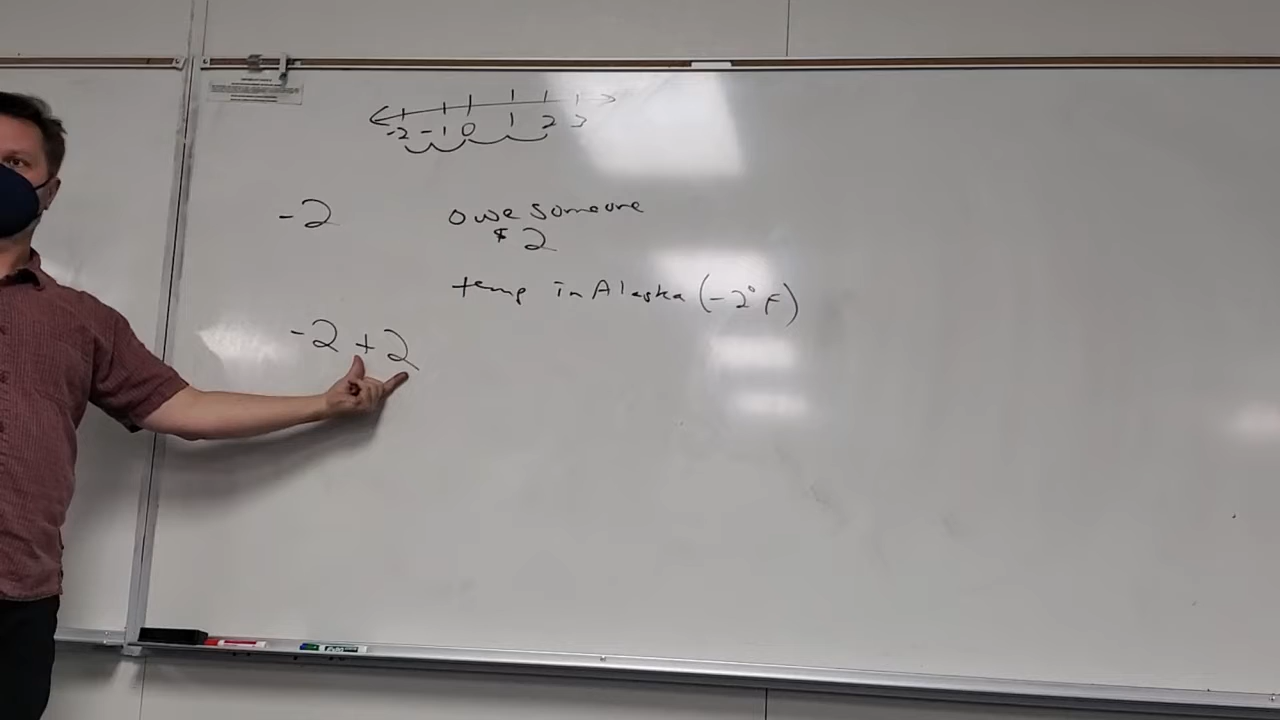 -2 -1 0 1 2 3
-2 owe someone
$2
temp in Alaska (-2°F)
-2 + 2